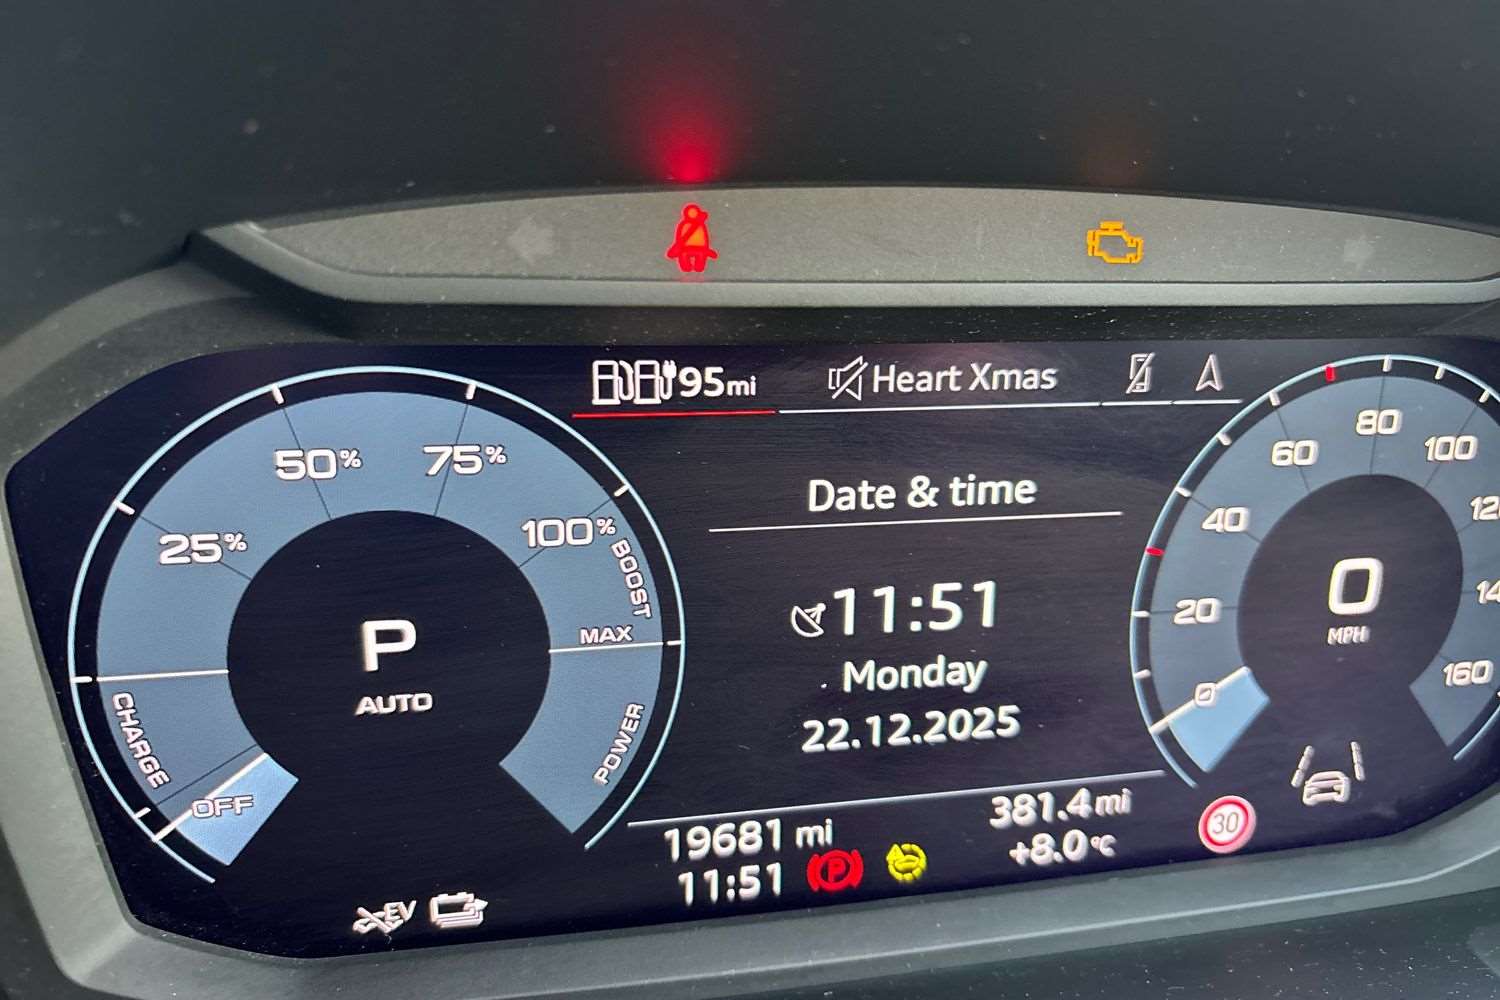 95mi
Heart Xmas
50%
75%
25%
100%
BOOST
MAX
POWER
CHARGE
OFF
P
AUTO
Date & time
11:51
Monday
22.12.2025
80
60
100
40
20
0
160
0
MPH
19681 mi
381.4mi
11:51
P
+8.0°C
30
EV